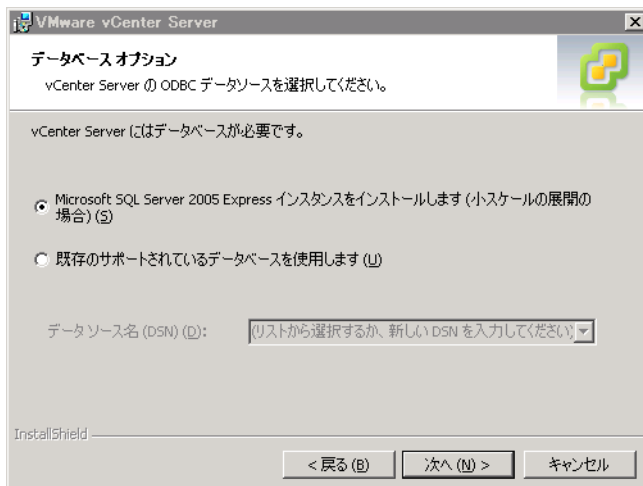 VMware vCenter Server
データベース オプション
vCenter Server の ODBC データソースを選択してください。
vCenter Server にはデータベースが必要です。
Microsoft SQL Server 2005 Express インスタンスをインストールします (小スケールの展開の
場合) (S)
既存のサポートされているデータベースを使用します (U)
データ ソース名 (DSN) (D): (リストから選択するか、新しい DSN を入力してください)
InstallShield
< 戻る (B) 次へ (N) > キャンセル